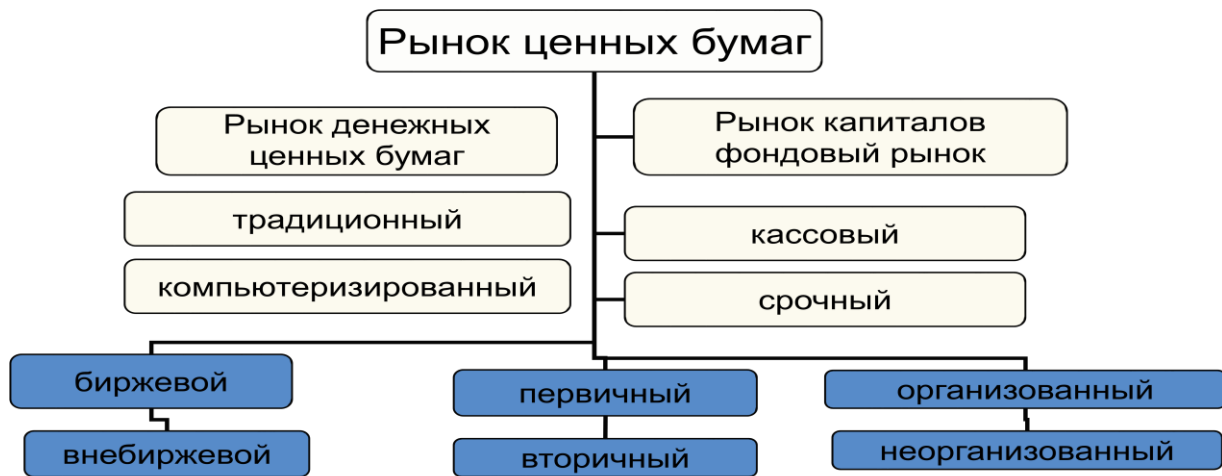 Рынок ценных бумаг
Рынок денежных
ценных бумаг
Рынок капиталов
фондовый рынок
традиционный
кассовый
компьютеризированный
срочный
биржевой
первичный
организованный
внебиржевой
вторичный
неорганизованный